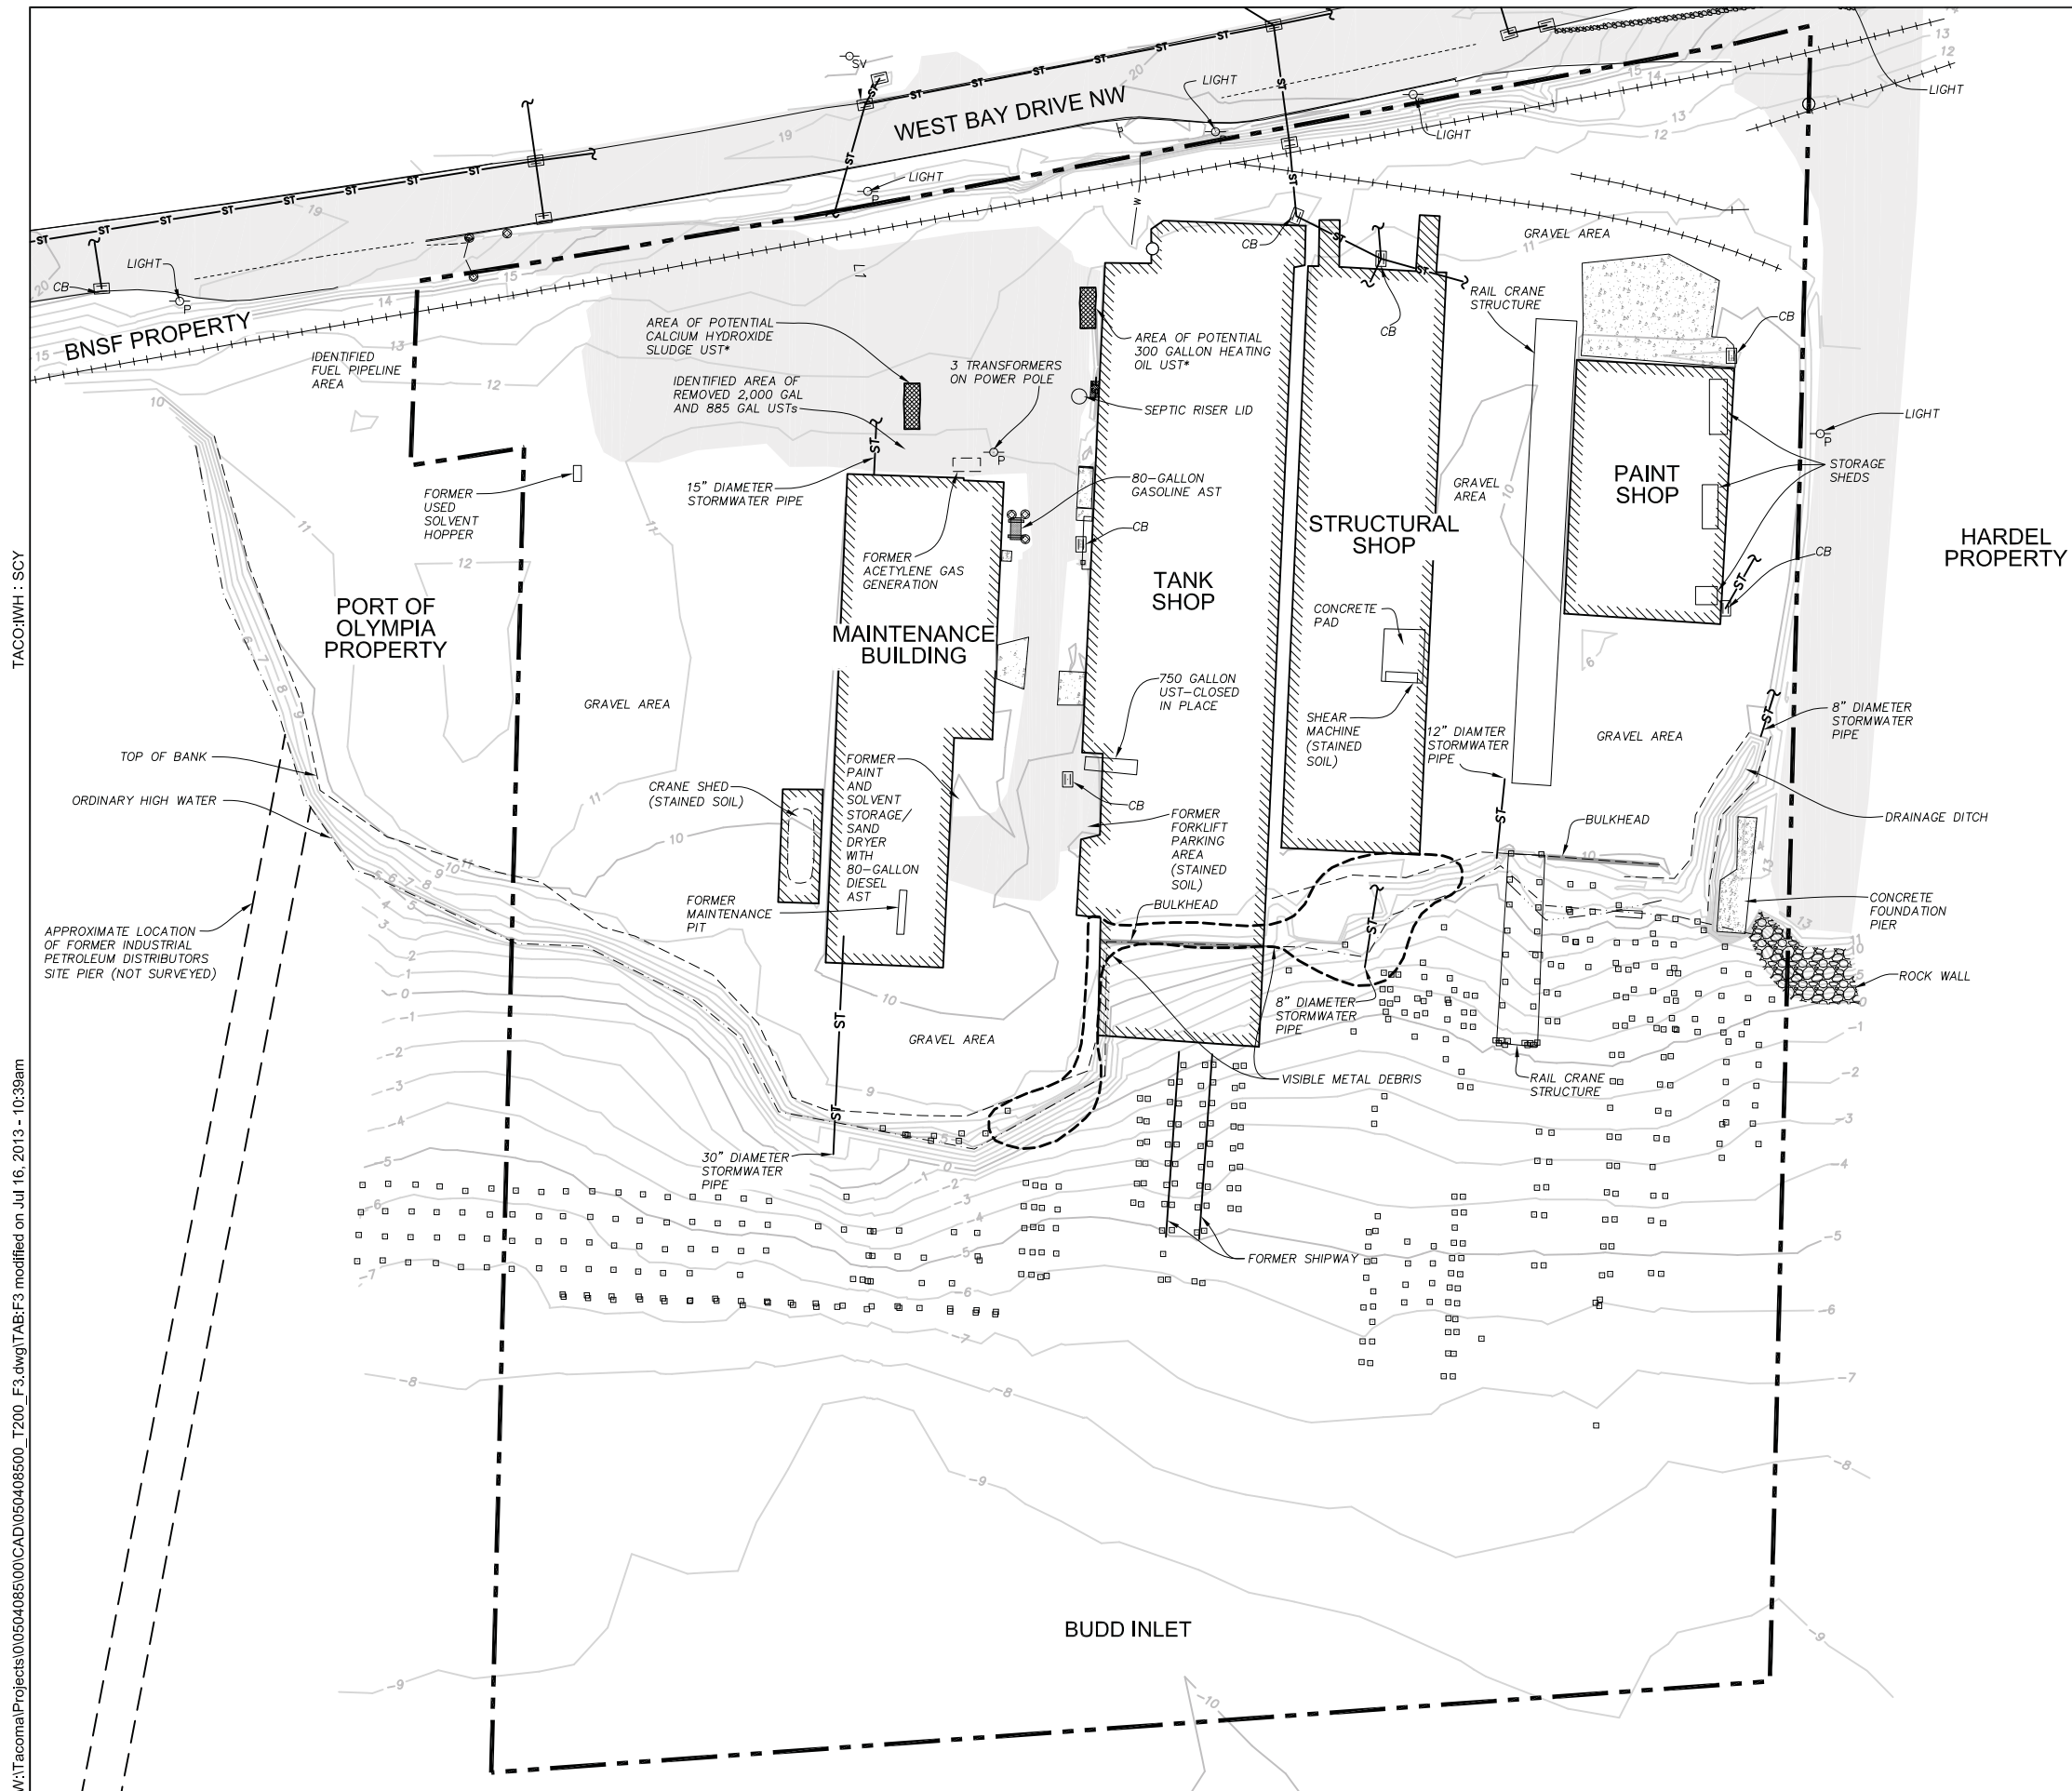 SV
LIGHT
LIGHT
LIGHT
WEST BAY DRIVE NW
LIGHT
LIGHT
CB
BNSF PROPERTY
IDENTIFIED
FUEL PIPELINE
AREA
AREA OF POTENTIAL
CALCIUM HYDROXIDE
SLUDGE UST*
IDENTIFIED AREA OF
REMOVED 2,000 GAL
AND 885 GAL USTs
3 TRANSFORMERS
ON POWER POLE
CB
AREA OF POTENTIAL
300 GALLON HEATING
OIL UST*
SEPTIC RISER LID
CB
RAIL CRANE
STRUCTURE
GRAVEL AREA
CB
LIGHT
STORAGE
SHEDS
FORMER
USED
SOLVENT
HOPPER
15" DIAMETER
STORMWATER PIPE
80-GALLON
GASOLINE AST
CB
FORMER
ACETYLENE GAS
GENERATION
GRAVEL
AREA
PAINT
SHOP
STRUCTURAL
SHOP
TANK
SHOP
CB
HARDEL
PROPERTY
PORT OF
OLYMPIA
PROPERTY
MAINTENANCE
BUILDING
CONCRETE
PAD
GRAVEL AREA
750 GALLON
UST-CLOSED
IN PLACE
SHEAR
MACHINE
(STAINED
SOIL)
12" DIAMTER
STORMWATER
PIPE
GRAVEL AREA
8" DIAMETER
STORMWATER
PIPE
TOP OF BANK
ORDINARY HIGH WATER
CRANE SHED
(STAINED SOIL)
FORMER
PAINT
AND
SOLVENT
STORAGE/
SAND
DRYER
WITH
80-GALLON
DIESEL
AST
CB
FORMER
FORKLIFT
PARKING
AREA
(STAINED
SOIL)
BULKHEAD
DRAINAGE DITCH
FORMER
MAINTENANCE
PIT
BULKHEAD
CONCRETE
FOUNDATION
PIER
APPROXIMATE LOCATION
OF FORMER INDUSTRIAL
PETROLEUM DISTRIBUTORS
SITE PIER (NOT SURVEYED)
ROCK WALL
8" DIAMETER
STORMWATER
PIPE
GRAVEL AREA
VISIBLE METAL DEBRIS
RAIL CRANE
STRUCTURE
30" DIAMETER
STORMWATER
PIPE
FORMER SHIPWAY
BUDD INLET
TACO:IWH : SCY
W:\Tacoma\Projects\0\0504085\00\CAD\050408500_T200_F3.dwg\TAB:F3 modified on Jul 16, 2013 - 10:39am